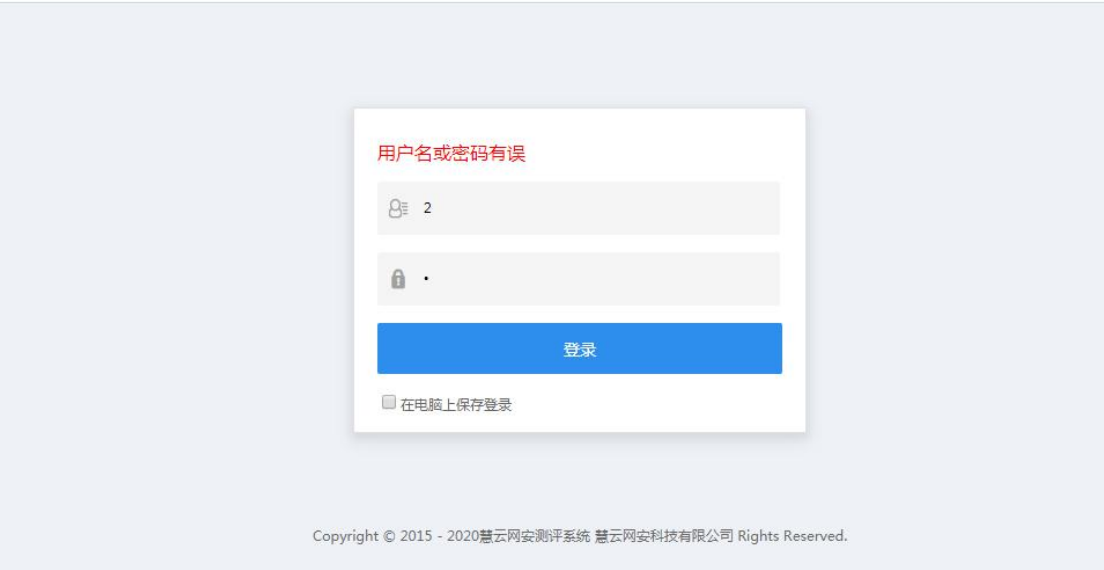 用户名或密码有误
2
•
登录
在电脑上保存登录
Copyright © 2015 - 2020慧云网安测评系统 慧云网安科技有限公司 Rights Reserved.